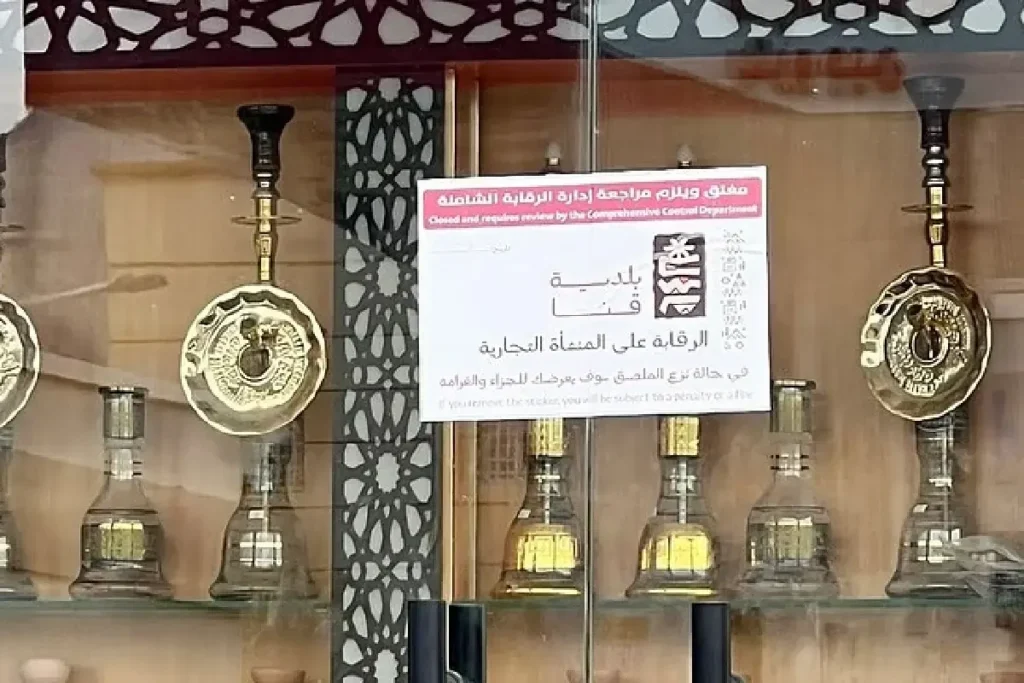 مغلق ويلزم مراجعة إدارة الرقابة الشاملة
Closed and requires review by the Comprehensive Control Department
بلدية
قنا
الرقابة على المنشأة التجارية
في حالة نزع الملصق سوف يعرضك للجزاء والغرامة
If you remove the sticker, you will be subject to a penalty or a fine